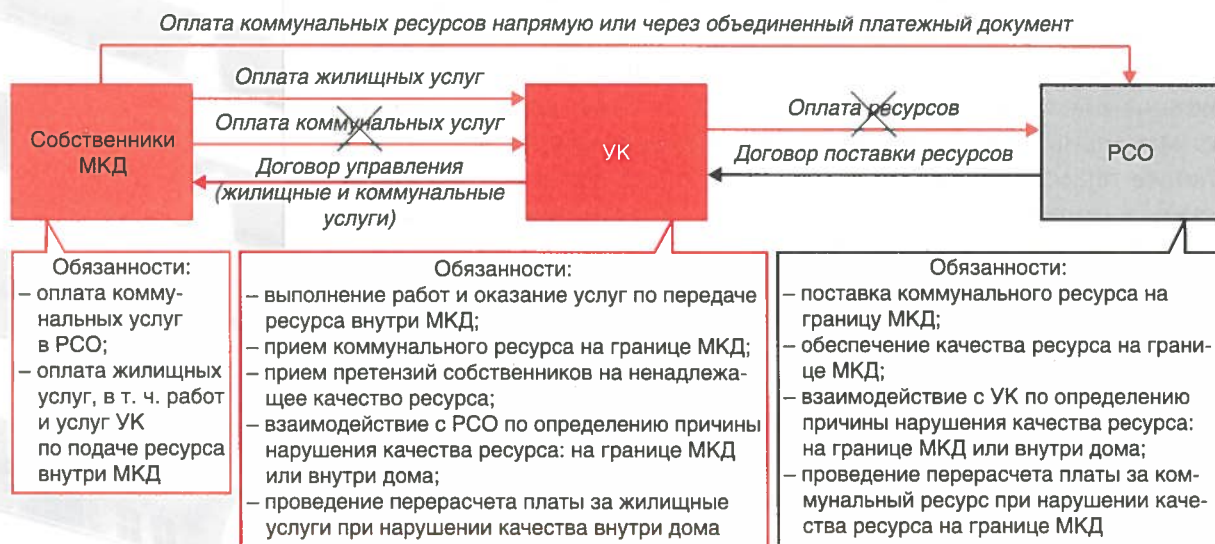 Оплата коммунальных ресурсов напрямую или через объединенный платежный документ
Оплата жилищных услуг
Оплата коммунальных услуг
Договор управления
(жилищные и коммунальные
услуги)
Собственники
МКД
УК
Оплата ресурсов
Договор поставки ресурсов
РСО
Обязанности:
– оплата комму-
нальных услуг
в РСО;
– оплата жилищных
услуг, в т. ч. работ
и услуг УК
по подаче ресурса
внутри МКД
Обязанности:
– выполнение работ и оказание услуг по передаче
ресурса внутри МКД;
– прием коммунального ресурса на границе МКД;
– прием претензий собственников на ненадлежа-
щее качество ресурса;
– взаимодействие с РСО по определению причины
нарушения качества ресурса: на границе МКД
или внутри дома;
– проведение перерасчета платы за жилищные
услуги при нарушении качества внутри дома
Обязанности:
– поставка коммунального ресурса на
границу МКД;
– обеспечение качества ресурса на грани-
це МКД;
– взаимодействие с УК по определению
причины нарушения качества ресурса:
на границе МКД или внутри дома;
– проведение перерасчета платы за ком-
мунальный ресурс при нарушении каче-
ства ресурса на границе МКД